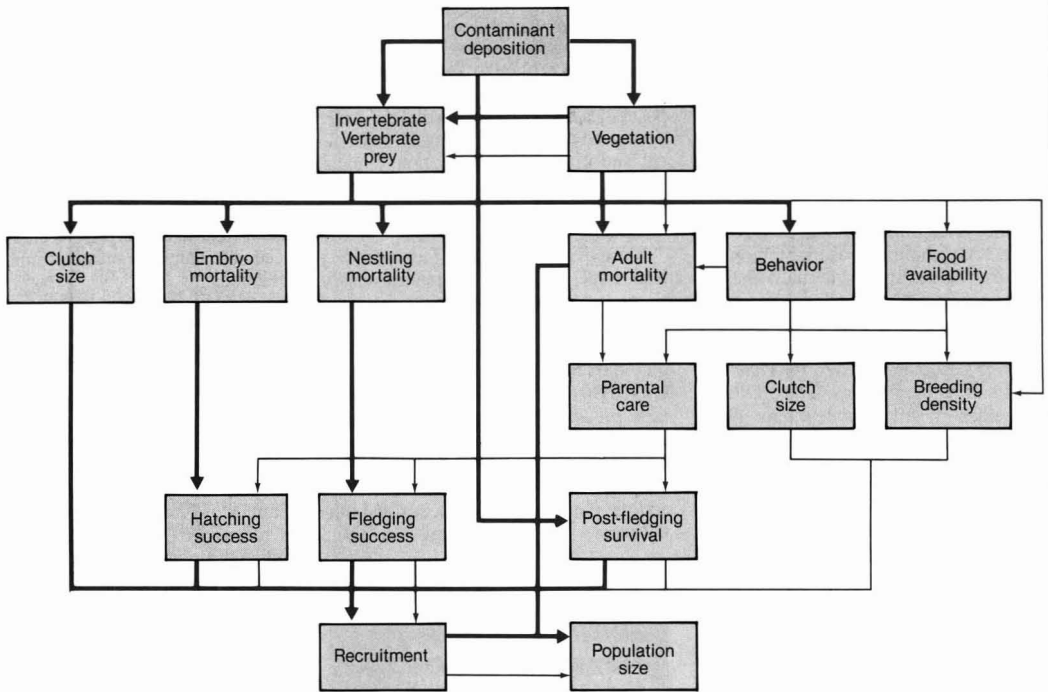 Contaminant
deposition
Invertebrate
Vertebrate
prey
Vegetation
Clutch
size
Embryo
mortality
Nestling
mortality
Adult
mortality
Behavior
Food
availability
Parental
care
Clutch
size
Breeding
density
Hatching
success
Fledging
success
Post-fledging
survival
Recruitment
Population
size